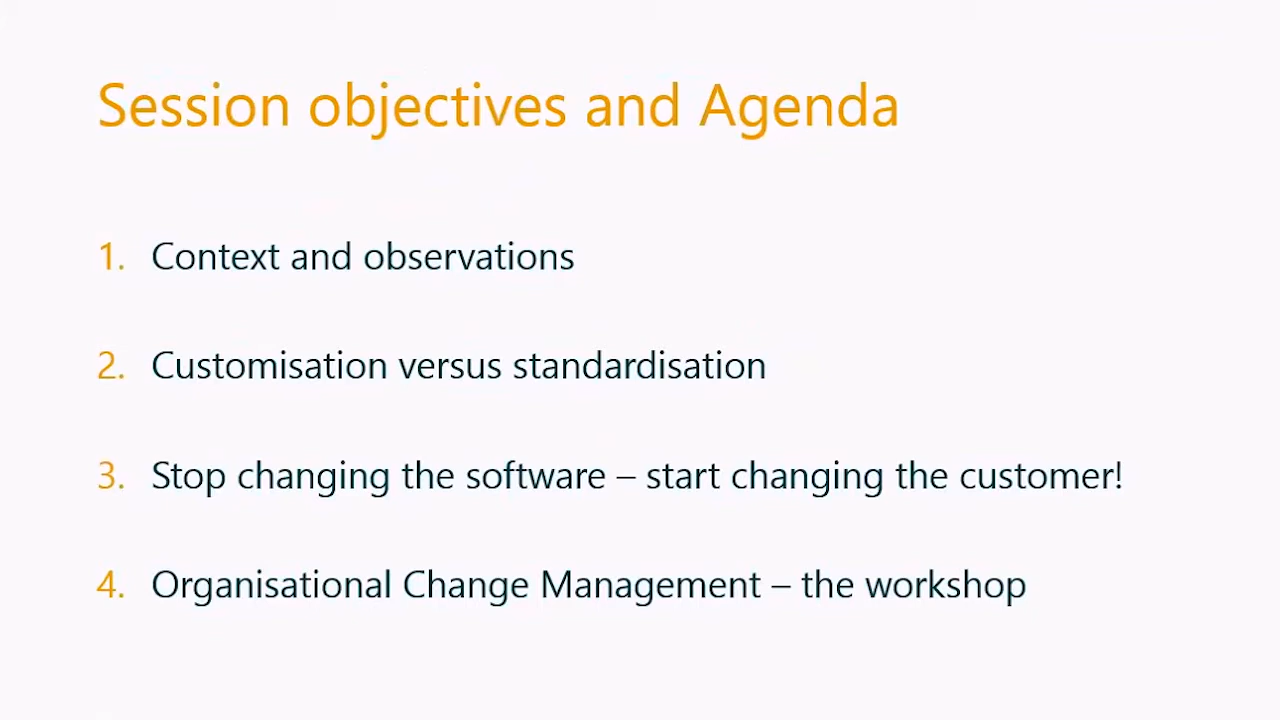 Session objectives and Agenda
1. Context and observations
2. Customisation versus standardisation
3. Stop changing the software – start changing the customer!
4. Organisational Change Management – the workshop